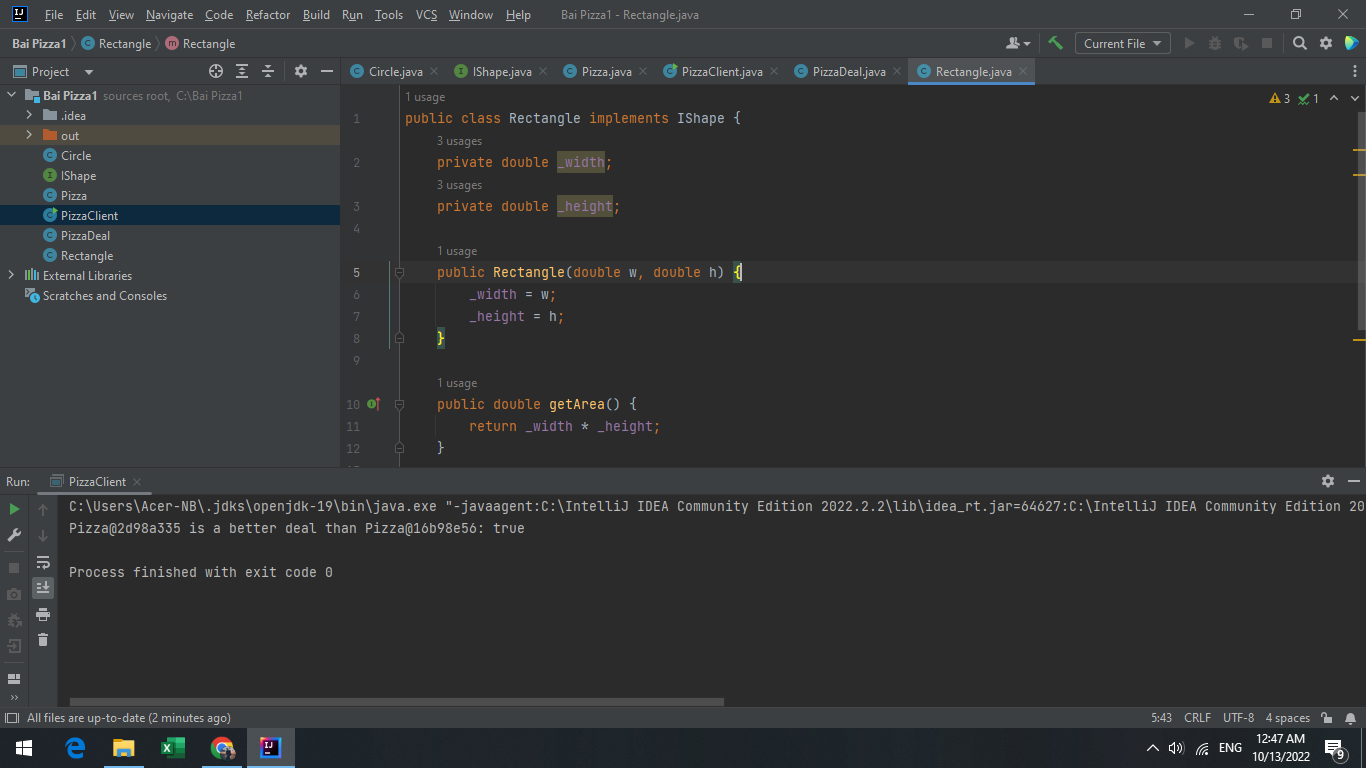 File Edit View Navigate Code Refactor Build Run Tools VCS Window Help Bai Pizza1 - Rectangle.java
Bai Pizza1 Rectangle Rectangle Current File
Project Circle.java IShape.java Pizza.java PizzaClient.java PizzaDeal.java Rectangle.java
Bai Pizza1 sources root, C:\Bai Pizza1
.idea
out
Circle
IShape
Pizza
PizzaClient
PizzaDeal
Rectangle
External Libraries
Scratches and Consoles
3 1
1 usage
1 public class Rectangle implements IShape {
3 usages
2 private double _width;
3 usages
3 private double _height;
4
1 usage
5 public Rectangle(double w, double h) {
6 _width = w;
7 _height = h;
8 }
9
1 usage
10 public double getArea() {
11 return _width * _height;
12 }
Run: PizzaClient
C:\Users\Acer-NB\.jdks\openjdk-19\bin\java.exe "-javaagent:C:\IntelliJ IDEA Community Edition 2022.2.2\lib\idea_rt.jar=64627:C:\IntelliJ IDEA Community Edition 20
Pizza@2d98a335 is a better deal than Pizza@16b98e56: true
Process finished with exit code 0
All files are up-to-date (2 minutes ago) 5:43 CRLF UTF-8 4 spaces
ENG 12:47 AM
10/13/2022 9